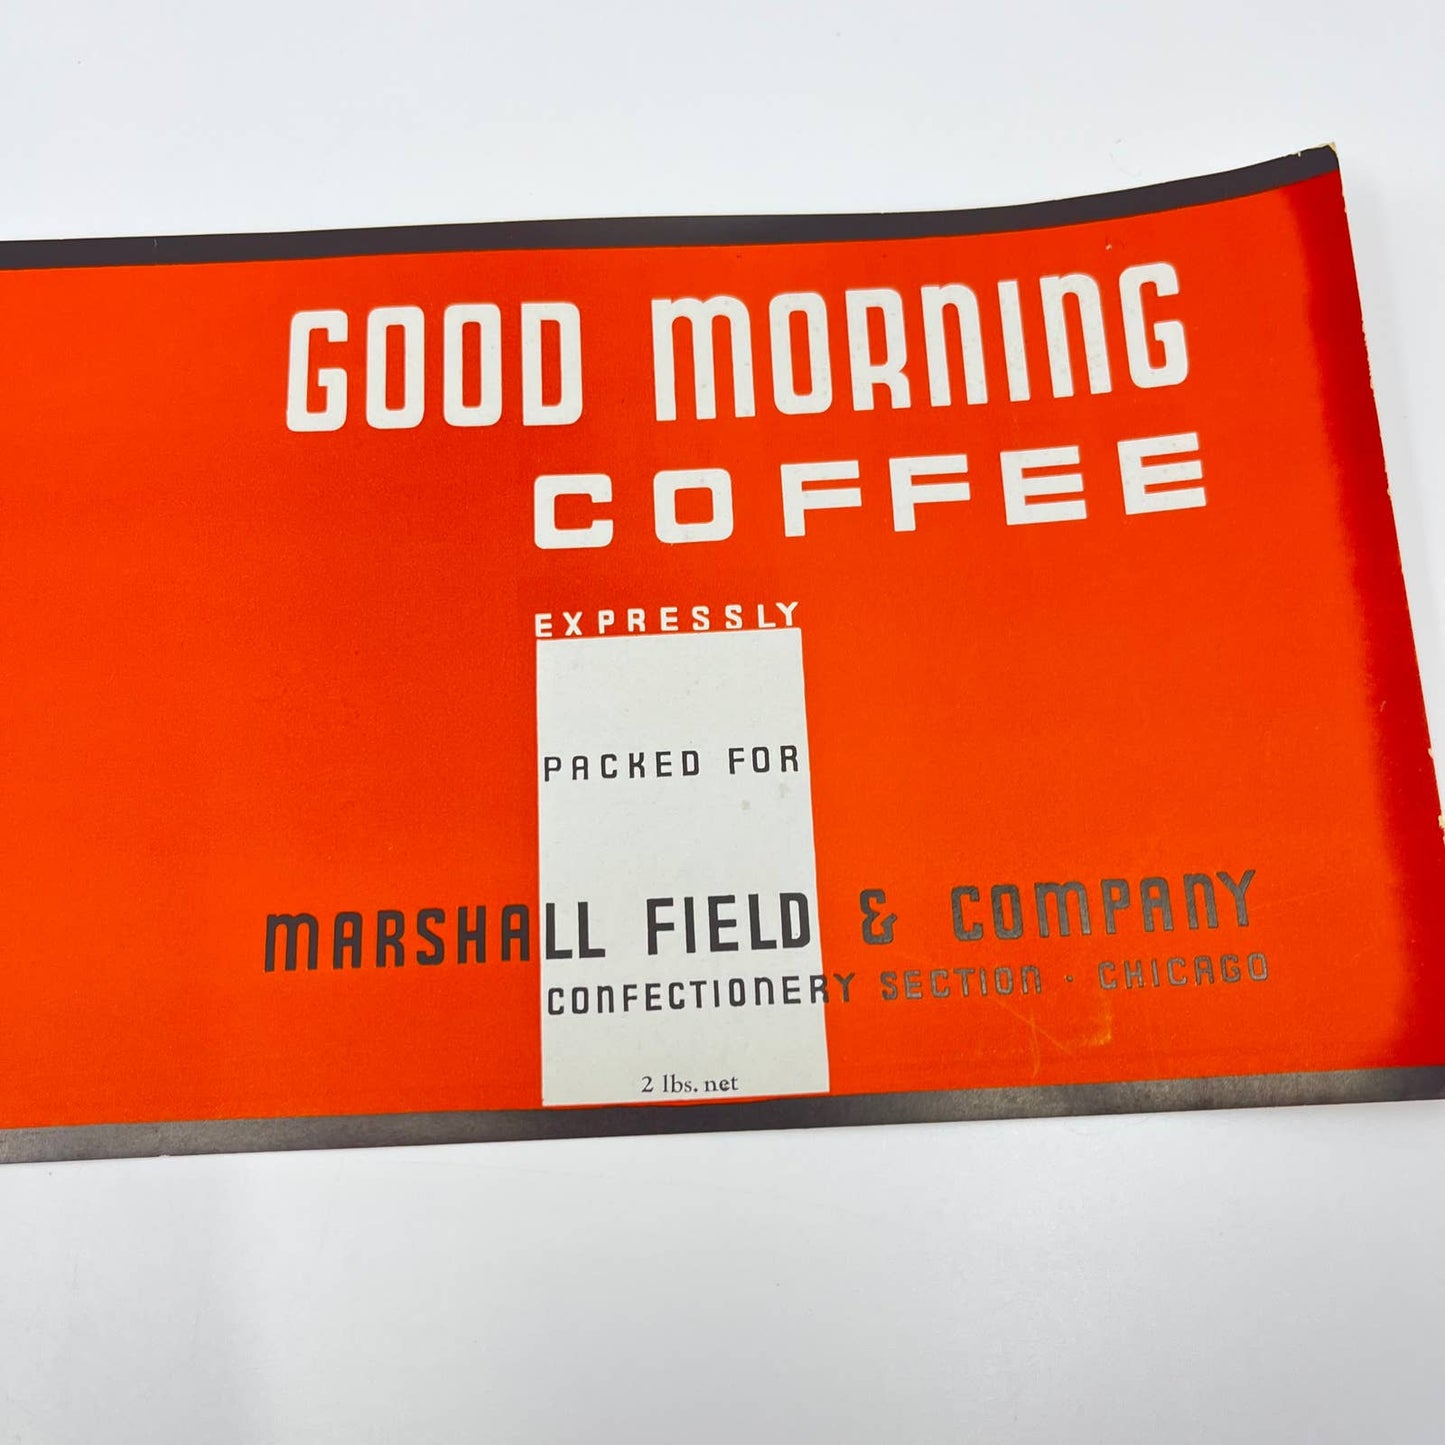 GOOD MORNING
COFFEE
EXPRESSLY
PACKED FOR
MARSHALL FIELD & COMPANY
CONFECTIONERY SECTION · CHICAGO
2 lbs. net